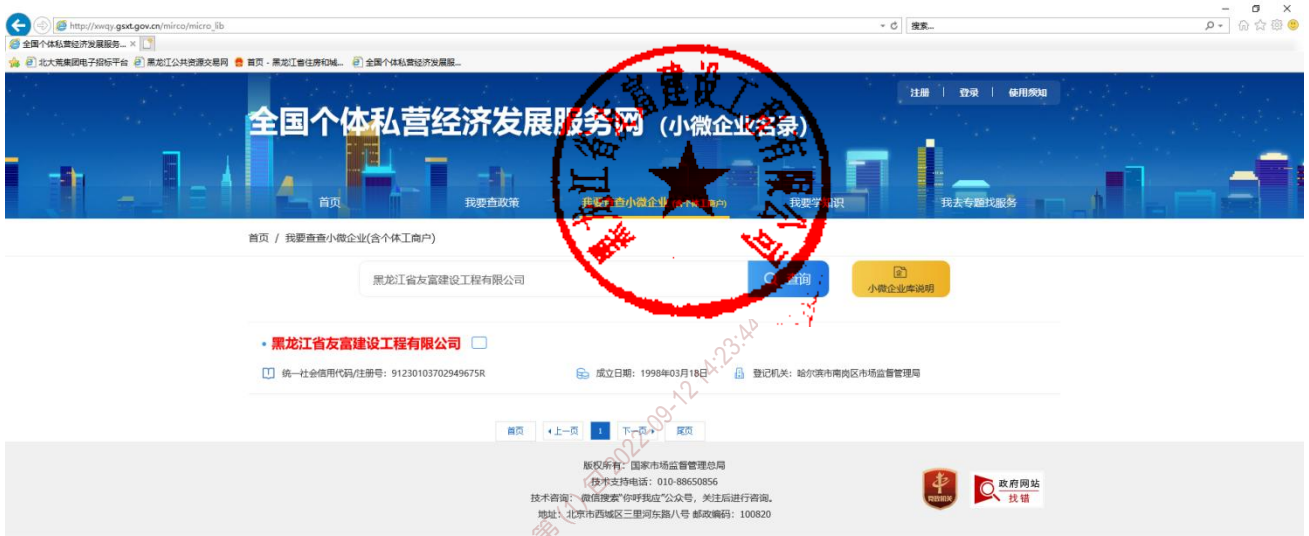 http://xwqy.gsxt.gov.cn/mirco/micro_lib
搜索...
全国个体私营经济发展服务... ×
北大荒集团电子招标平台 黑龙江公共资源交易网 首页 - 黑龙江省住房和城... 全国个体私营经济发展服...
注册 | 登录 | 使用须知
全国个体私营经济发展服务网 (小微企业名录)
首页 我要查政策 我要查查小微企业 (含个体工商户) 我要学知识 我去专题找服务
黑龙江省友富建设工程有限公司
首页 / 我要查查小微企业(含个体工商户)
黑龙江省友富建设工程有限公司 查询
小微企业库说明
• 黑龙江省友富建设工程有限公司
统一社会信用代码/注册号: 91230103702949675R 成立日期: 1998年03月18日 登记机关: 哈尔滨市南岗区市场监督管理局
首页 上一页 1 下一页 尾页
版权所有: 国家市场监督管理总局
技术支持电话: 010-88650856
技术咨询: 微信搜索"你呼我应"公众号, 关注后进行咨询。
地址: 北京市西城区三里河东路八号 邮政编码: 100820
党政机关
政府网站
找错
第(1)包 2022-09-12 14:23:44